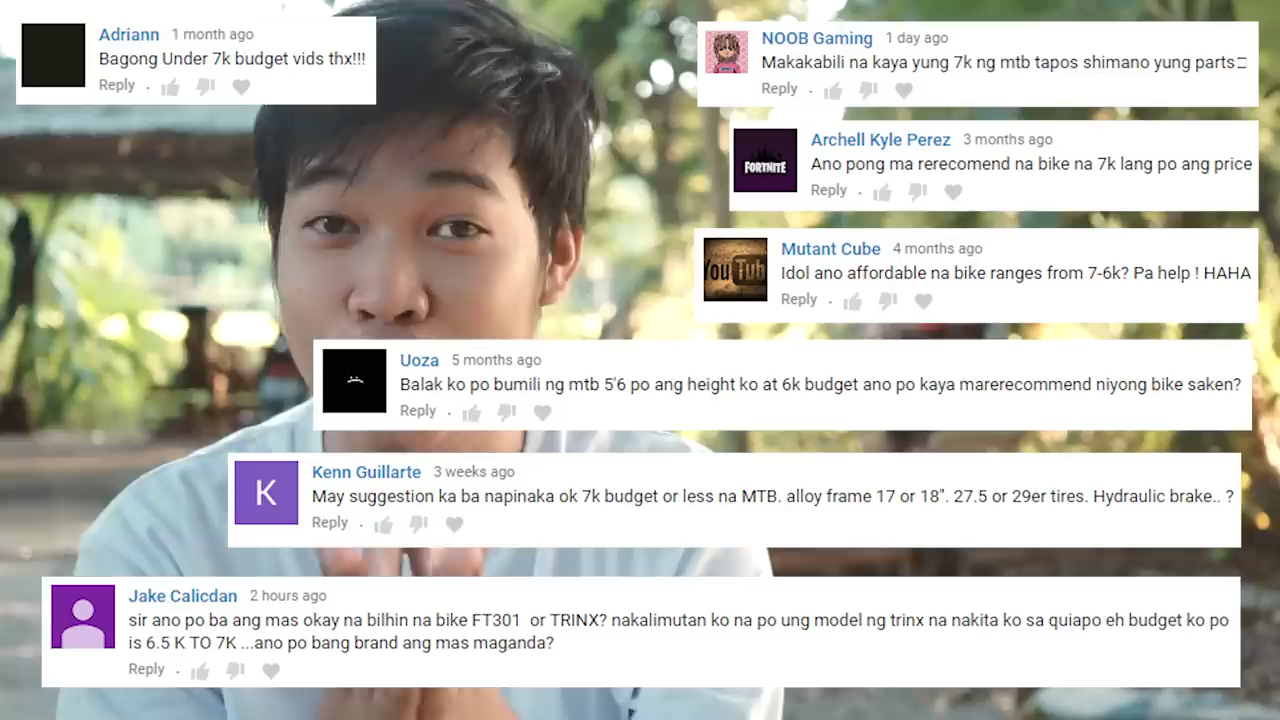 Adriann 1 month ago
Bagong Under 7k budget vids thx!!!
Reply
NOOB Gaming 1 day ago
Makakabili na kaya yung 7k ng mtb tapos shimano yung parts
Reply
FORTNITE
Archell Kyle Perez 3 months ago
Ano pong ma rerecomend na bike na 7k lang po ang price
Reply
You Tub
Mutant Cube 4 months ago
Idol ano affordable na bike ranges from 7-6k? Pa help ! HAHA
Reply
Uoza 5 months ago
Balak ko po bumili ng mtb 5'6 po ang height ko at 6k budget ano po kaya marerecommend niyong bike saken?
Reply
K
Kenn Guillarte 3 weeks ago
May suggestion ka ba napinaka ok 7k budget or less na MTB. alloy frame 17 or 18". 27.5 or 29er tires. Hydraulic brake.. ?
Reply
Jake Calicdan 2 hours ago
sir ano po ba ang mas okay na bilhin na bike FT301 or TRINX? nakalimutan ko na po ung model ng trinx na nakita ko sa quiapo eh budget ko po
is 6.5 K TO 7K ...ano po bang brand ang mas maganda?
Reply